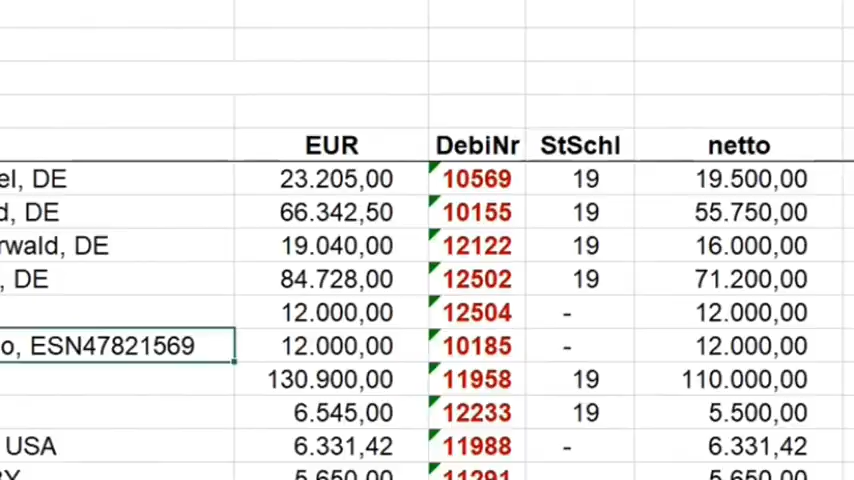 EUR DebiNr StSchl netto
el, DE 23.205,00 10569 19 19.500,00
d, DE 66.342,50 10155 19 55.750,00
rwald, DE 19.040,00 12122 19 16.000,00
, DE 84.728,00 12502 19 71.200,00
12.000,00 12504 - 12.000,00
o, ESN47821569 12.000,00 10185 - 12.000,00
130.900,00 11958 19 110.000,00
6.545,00 12233 19 5.500,00
USA 6.331,42 11988 - 6.331,42
5.650,00 11291 5.650,00